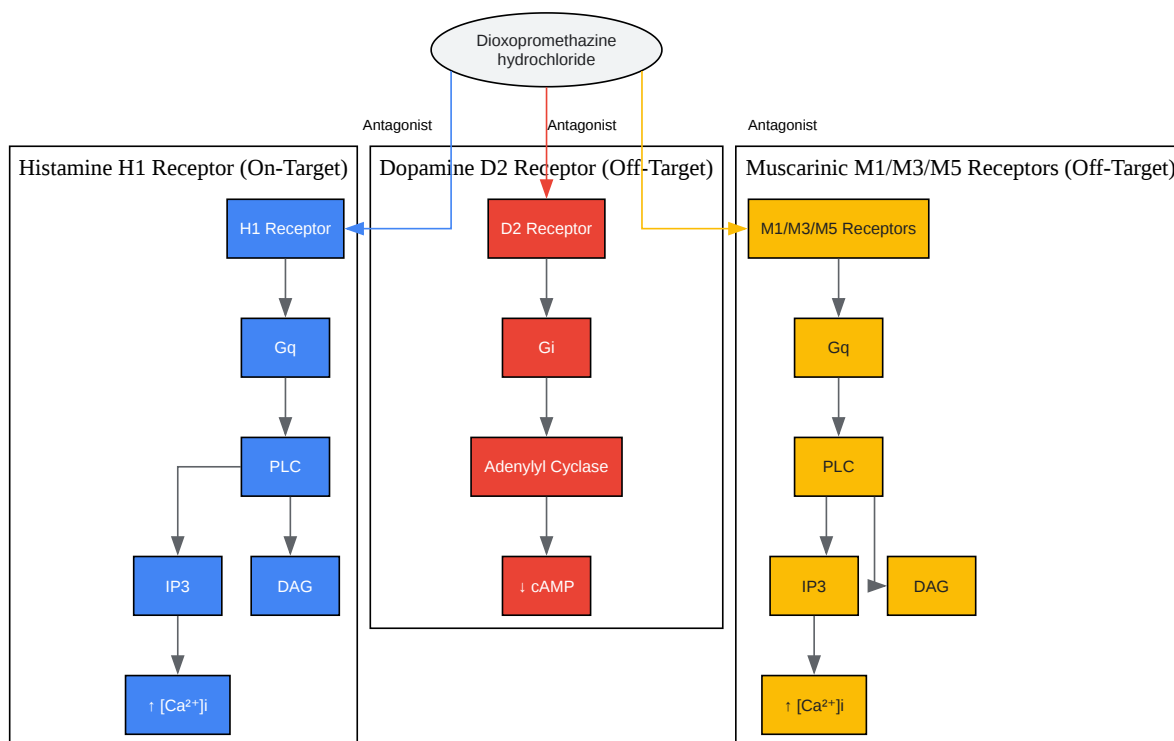 Dioxopromethazine
hydrochloride
Antagonist
Antagonist
Antagonist
Histamine H1 Receptor (On-Target)
H1 Receptor
Gq
PLC
IP3
DAG
↑ [Ca²⁺]i
Dopamine D2 Receptor (Off-Target)
D2 Receptor
Gi
Adenylyl Cyclase
↓ cAMP
Muscarinic M1/M3/M5 Receptors (Off-Target)
M1/M3/M5 Receptors
Gq
PLC
IP3
DAG
↑ [Ca²⁺]i